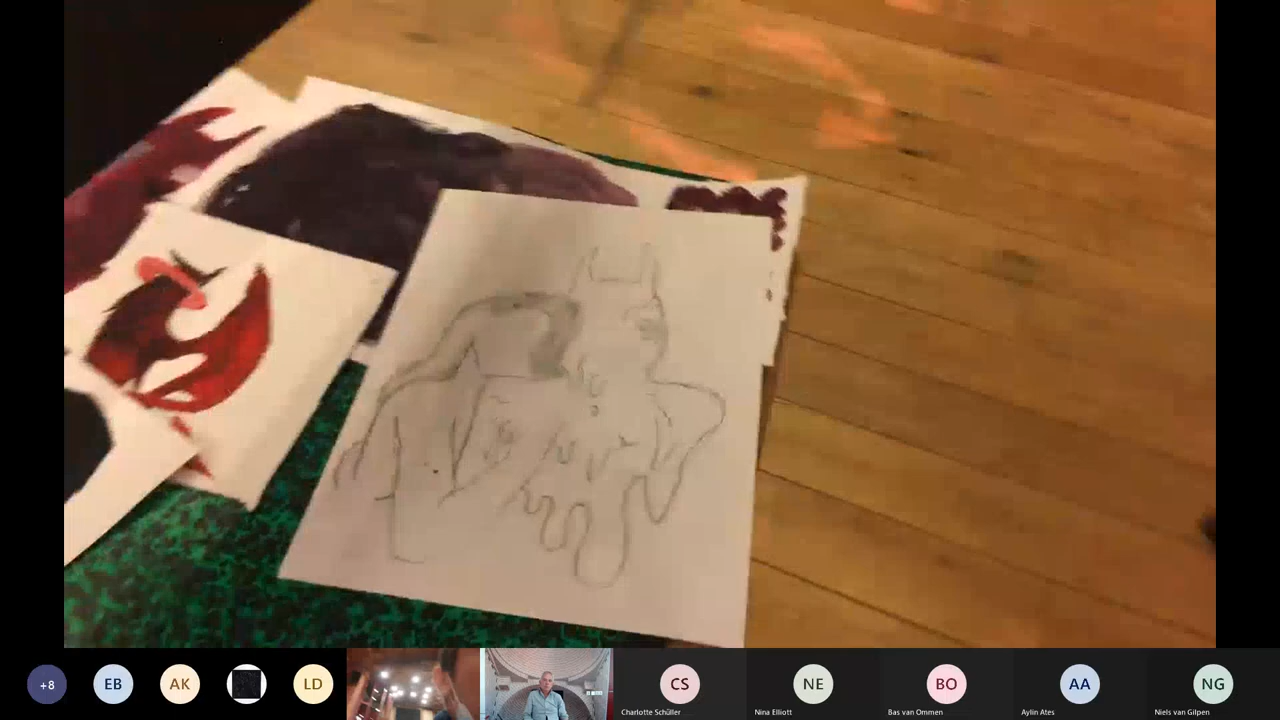 +8
EB
AK
LD
CS
NE
BO
AA
NG
Charlotte Schüller
Nina Elliott
Bas van Ommen
Aylin Ates
Niels van Gilpen